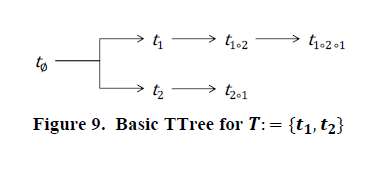 t∅ t₁ t₁∘₂ t₁∘₂∘₁
t₂ t₂∘₁
Figure 9. Basic TTree for T:= {t₁, t₂}